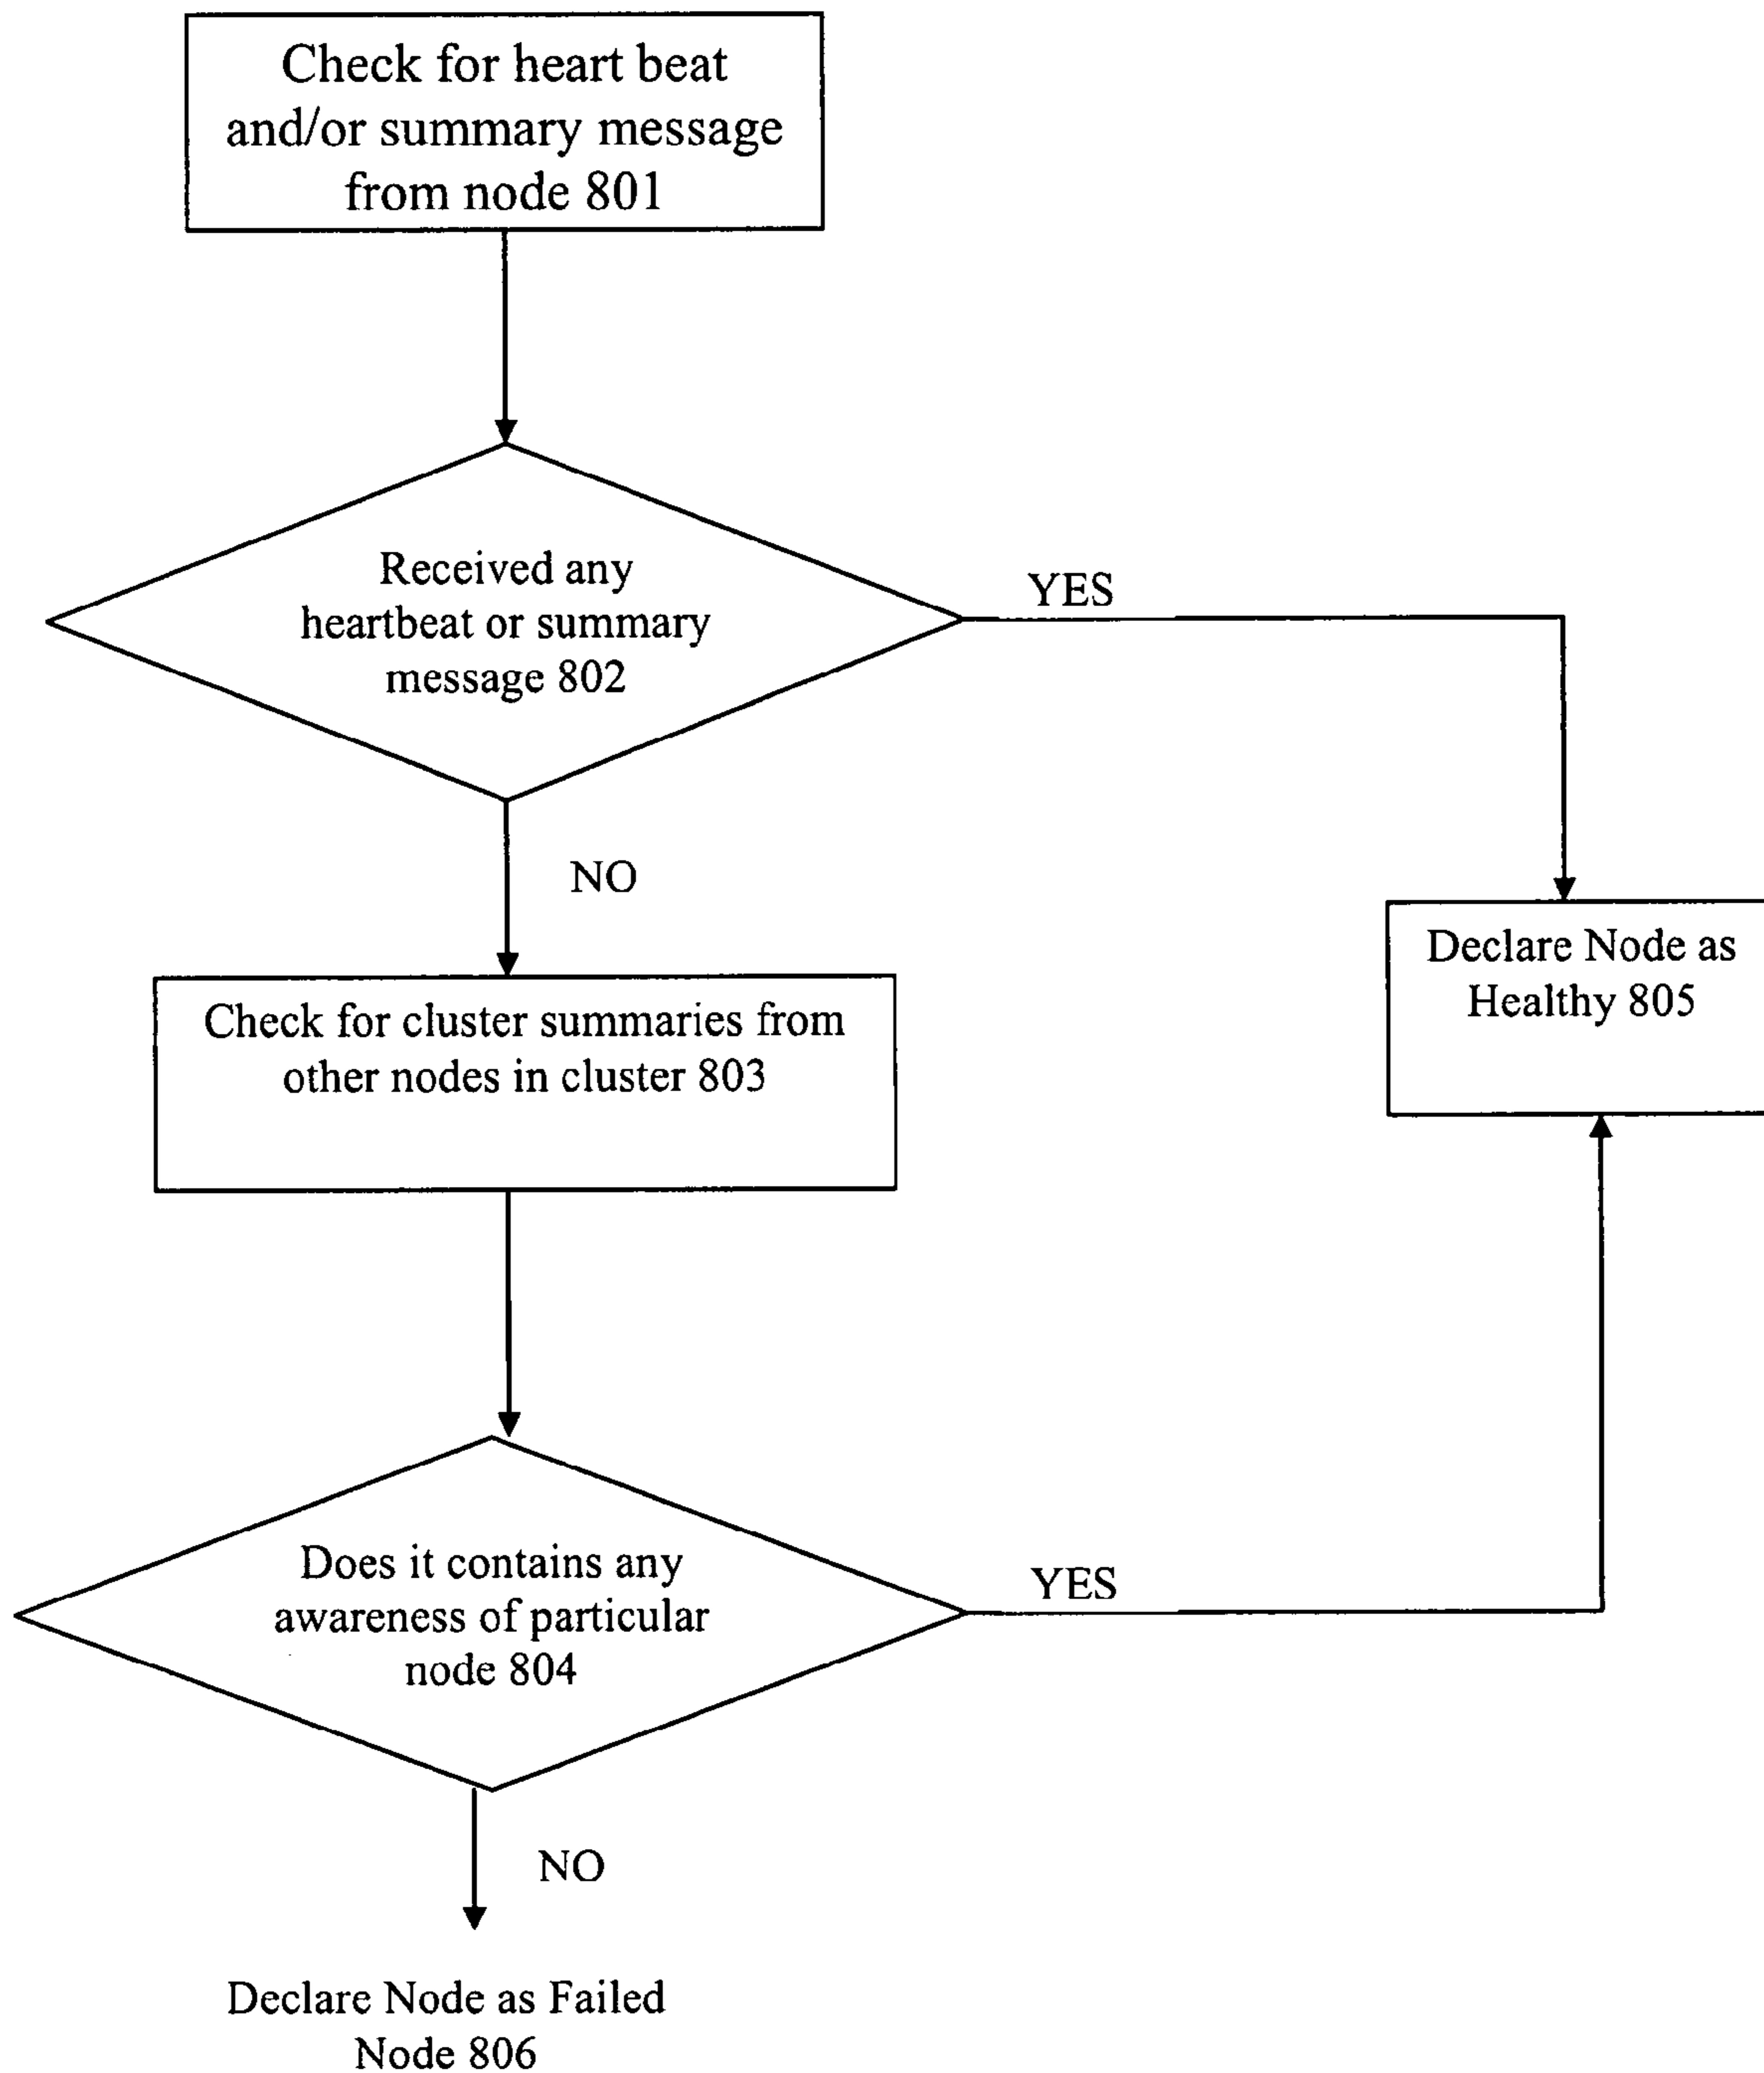 Check for heart beat
and/or summary message
from node 801
Received any
heartbeat or summary
message 802
YES
NO
Declare Node as
Healthy 805
Check for cluster summaries from
other nodes in cluster 803
Does it contains any
awareness of particular
node 804
YES
NO
Declare Node as Failed
Node 806